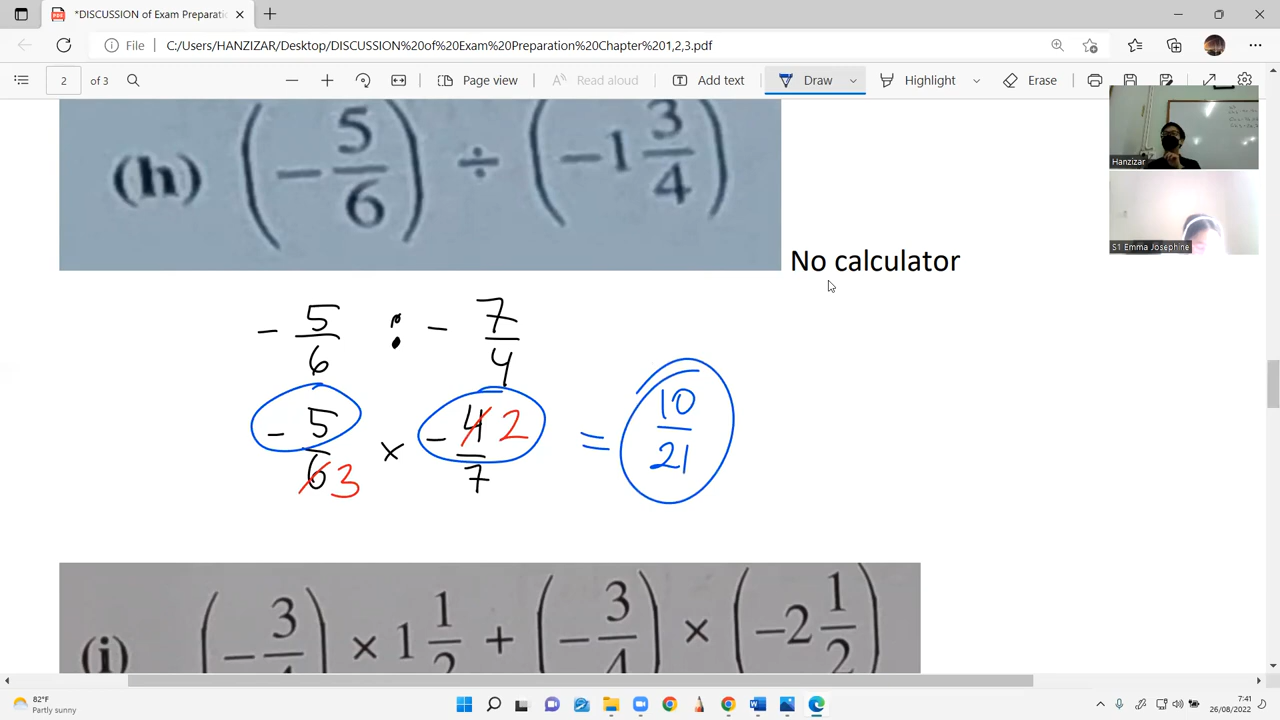 *DISCUSSION of Exam Preparatio
File C:/Users/HANZIZAR/Desktop/DISCUSSION%20of%20Exam%20Preparation%20Chapter%201,2,3.pdf
2 of 3 Page view Read aloud Add text Draw Highlight Erase
(h) (-5/6) ÷ (-1 3/4)
Hanzizar
S1 Emma Josephine
No calculator
- 5/6 : - 7/4
- 5/6 3 × - 4/7 2 = 10/21
(i) (-3/4) × 1 1/2 + (-3/4) × (-2 1/2)
82°F
Partly sunny
7:41
26/08/2022